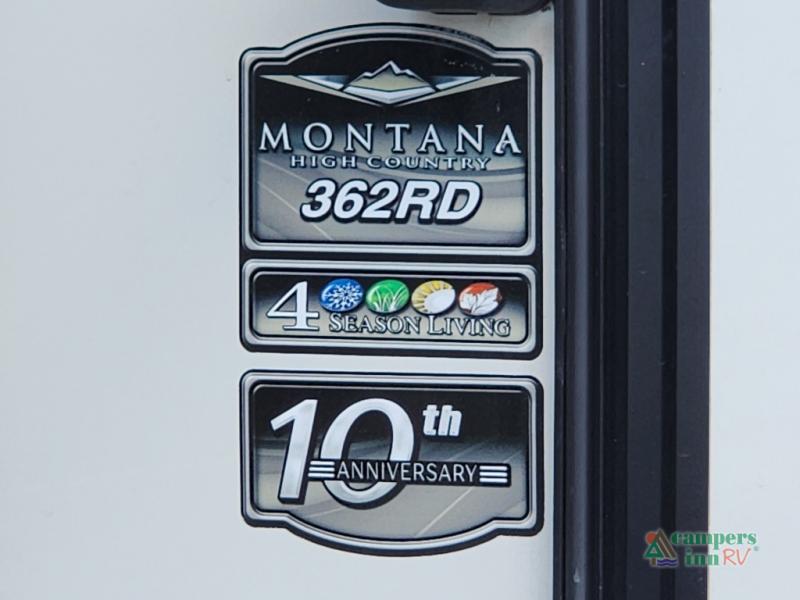 MONTANA
HIGH COUNTRY
362RD
4 SEASON LIVING
10th
ANNIVERSARY
campers
inn RV®